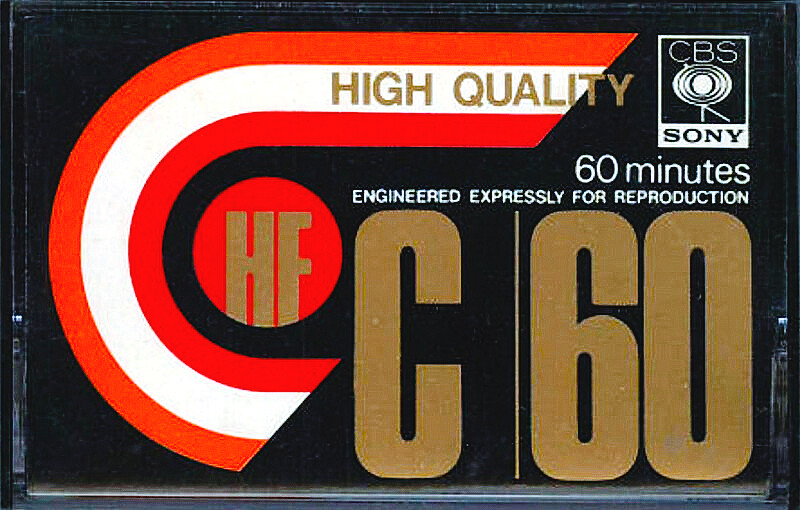 HIGH QUALITY
CBS
SONY
60 minutes
ENGINEERED EXPRESSLY FOR REPRODUCTION
HF
C|60